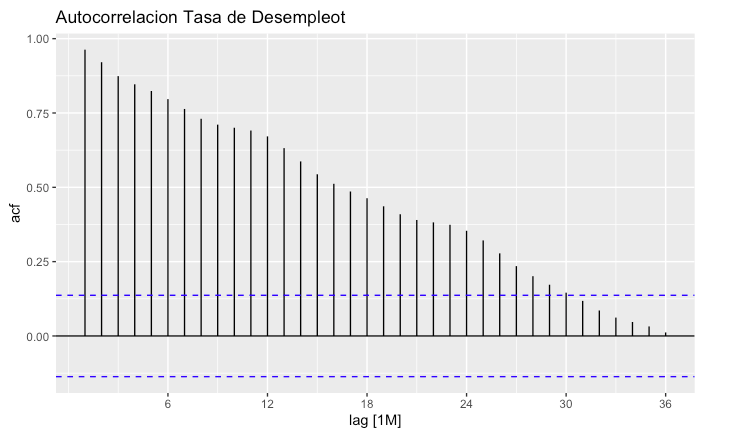 Autocorrelacion Tasa de Desempleot
1.00
0.75
0.50
0.25
0.00
acf
6 12 18 24 30 36
lag [1M]